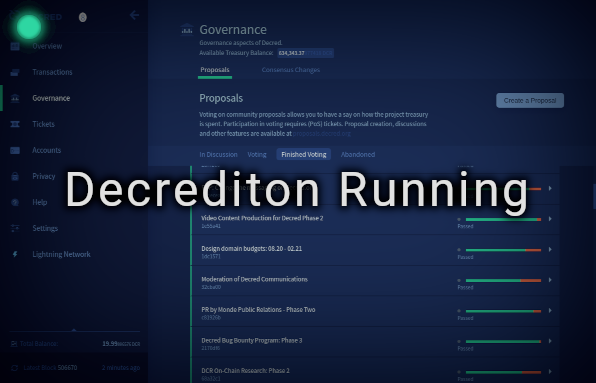 Governance
Governance aspects of Decred.
Available Treasury Balance: 634,341.37
Proposals
Consensus Changes
Overview
Transactions
Governance
Tickets
Accounts
Privacy
Help
Settings
Lightning Network
Proposals
Create a Proposal
Voting on community proposals allows you to have a say on how the project treasury
is spent. Participation in voting requires (PoS) tickets. Proposal creation, discussions
and other features are available at
In Discussion
Voting
Finished Voting
Abandoned
Decrediton Running
Video Content Production for Decred Phase 2
Passed
Design domain budgets: 08.20 - 02.21
Passed
Moderation of Decred Communications
32cba00
Passed
PR by Monde Public Relations - Phase Two
Passed
Decred Bug Bounty Program: Phase 3
Passed
DCR On-Chain Research: Phase 2
Passed
Total Balance
19.99
Latest Block 506670
2 minutes ago